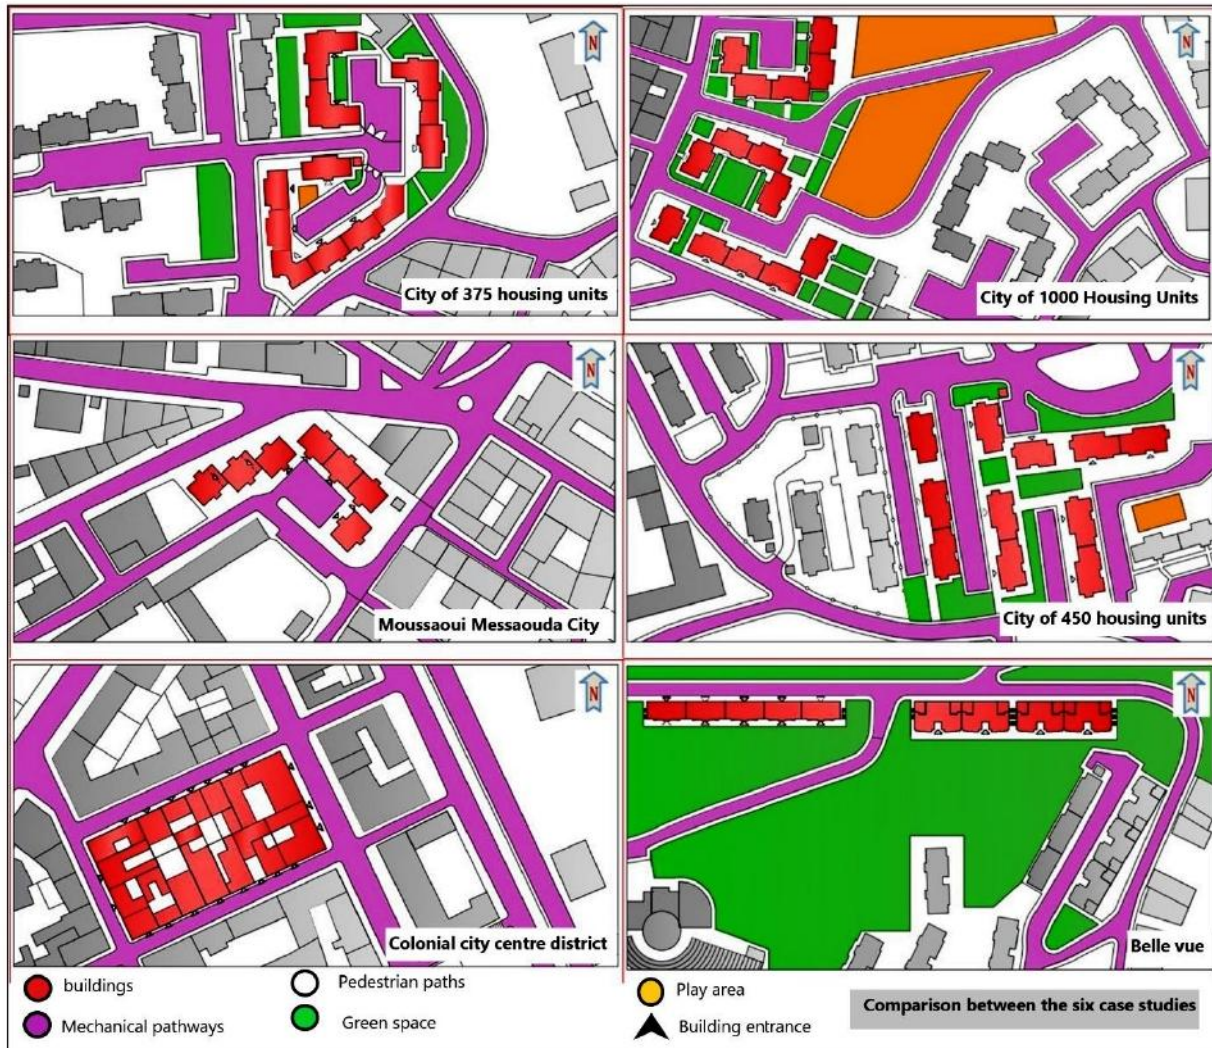 N
City of 375 housing units
N
City of 1000 Housing Units
N
Moussaoui Messaouda City
N
City of 450 housing units
N
Colonial city centre district
N
Belle vue
buildings
Pedestrian paths
Play area
Comparison between the six case studies
Mechanical pathways
Green space
Building entrance